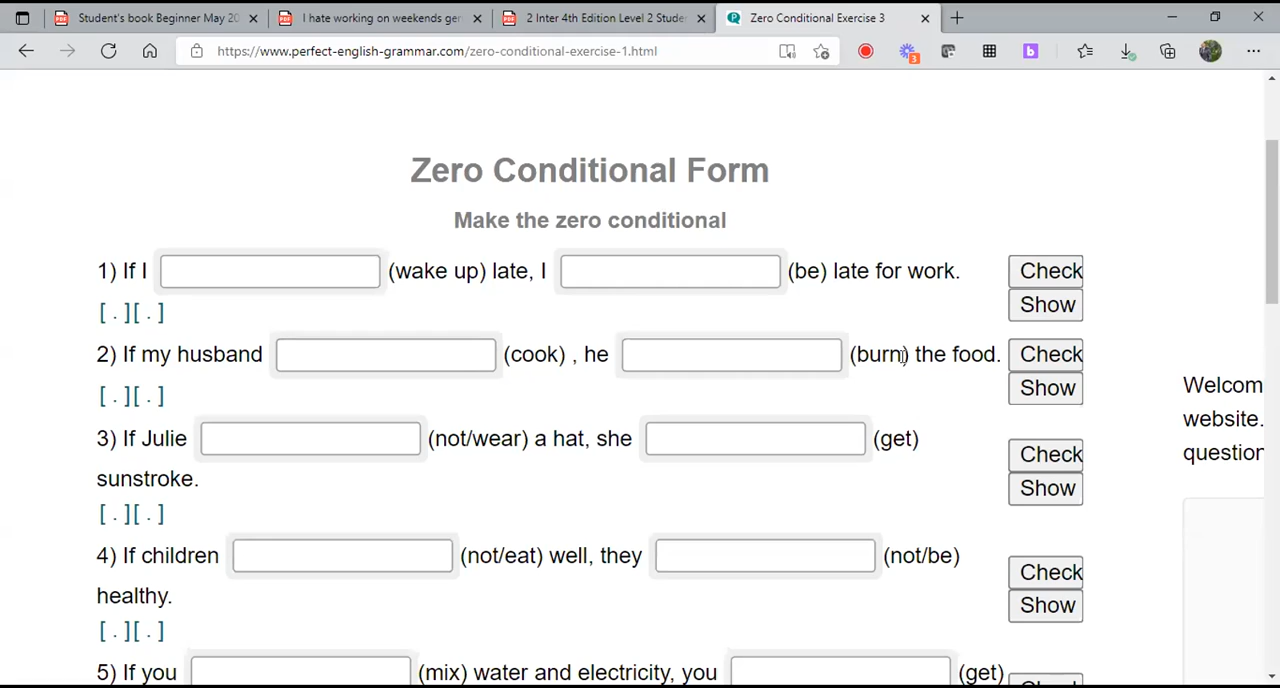 Student's book Beginner May 20
I hate working on weekends ger
2 Inter 4th Edition Level 2 Stude
Zero Conditional Exercise 3
https://www.perfect-english-grammar.com/zero-conditional-exercise-1.html
3
b
Zero Conditional Form
Make the zero conditional
1) If I (wake up) late, I (be) late for work. Check
[ . ][ . ] Show
2) If my husband (cook) , he (burn) the food. Check
[ . ][ . ] Show
Welcom
website.
question
3) If Julie (not/wear) a hat, she (get) Check
sunstroke. Show
[ . ][ . ]
4) If children (not/eat) well, they (not/be) Check
healthy. Show
[ . ][ . ]
5) If you (mix) water and electricity, you (get)